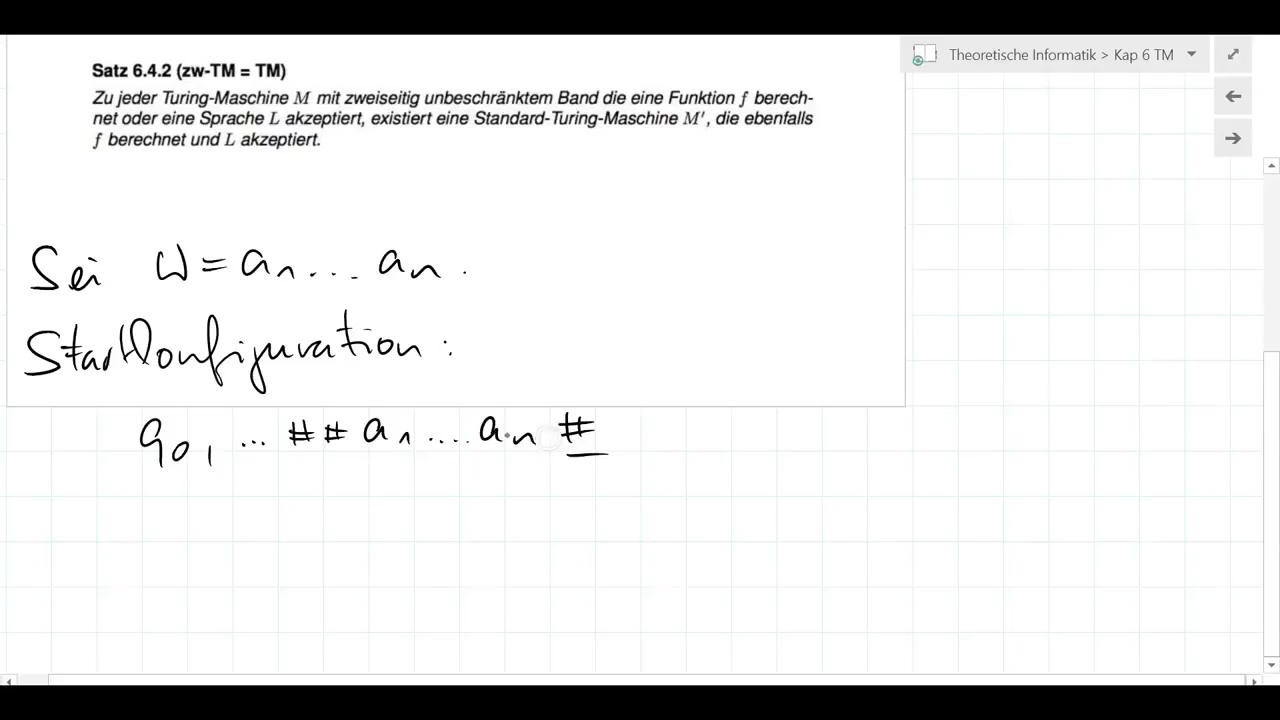 Theoretische Informatik > Kap 6 TM
Satz 6.4.2 (zw-TM = TM)
Zu jeder Turing-Maschine M mit zweiseitig unbeschränktem Band die eine Funktion f berech-
net oder eine Sprache L akzeptiert, existiert eine Standard-Turing-Maschine M′, die ebenfalls
f berechnet und L akzeptiert.
Sei w = a₁ ... aₙ .
Startkonfiguration :
q₀, ... # # a₁ .... aₙ #